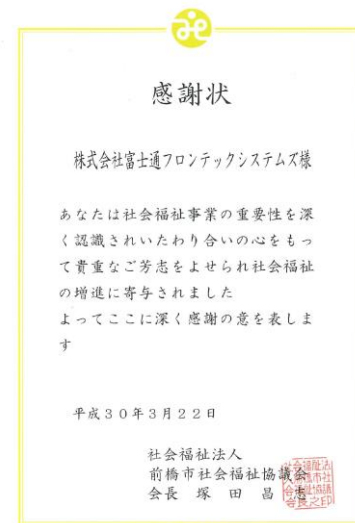 感謝状
株式会社富士通フロンテックシステムズ様
あなたは社会福祉事業の重要性を深
く認識されいたわり合いの心をもっ
て貴重なご芳志をよせられ社会福祉
の増進に寄与されました
よってここに深く感謝の意を表しま
す
平成30年3月22日
社会福祉法人
前橋市社会福祉協議会
会長 塚田昌志